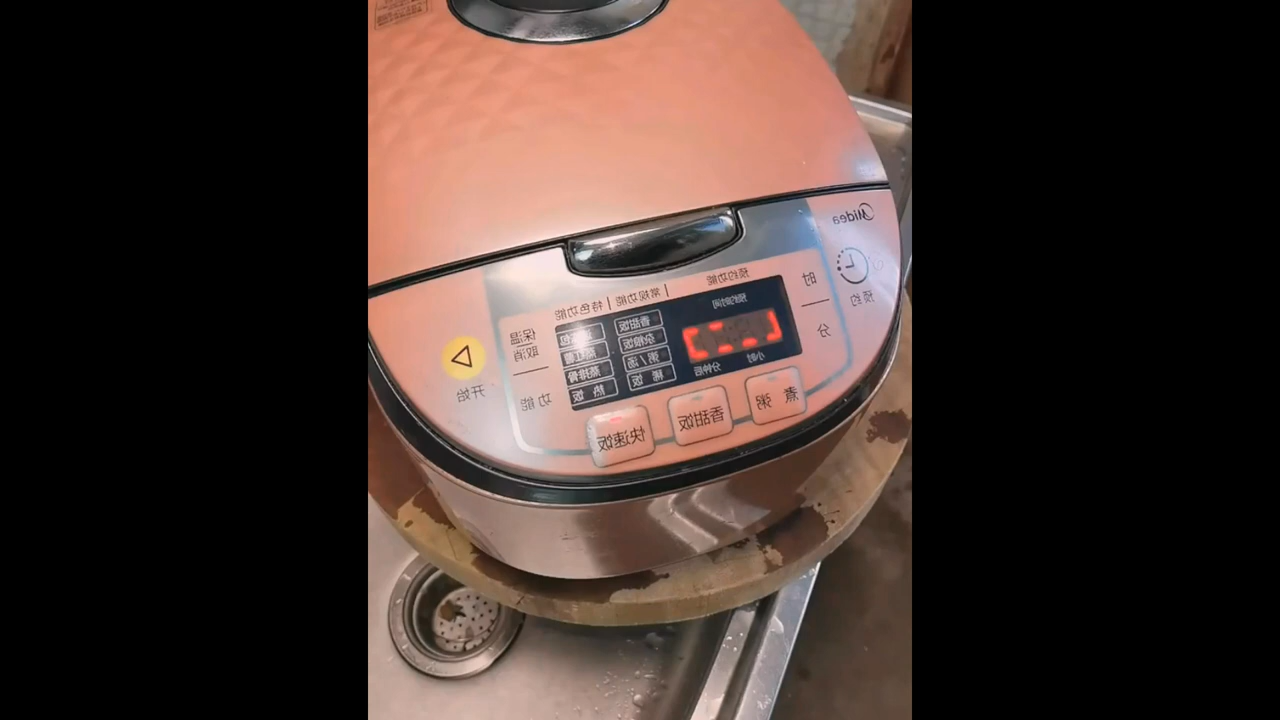 Midea
预约
时
分
预约功能 | 常规功能 | 特色功能
预约时间
小时
分钟后
香甜饭
杂粮饭
粥/汤
稀饭
蒸排骨
热饭
保温
取消
功能
开始
煮粥
香甜饭
快速饭